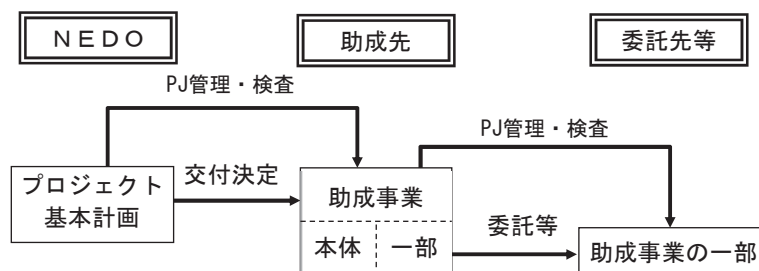 ＮＥＤＯ
助成先
委託先等
PJ管理・検査
PJ管理・検査
プロジェクト
基本計画
交付決定
助成事業
本体
一部
委託等
助成事業の一部